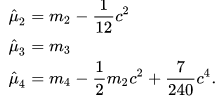 μ̂₂ = m₂ − 1/12 c²
μ̂₃ = m₃
μ̂₄ = m₄ − 1/2 m₂c² + 7/240 c⁴.